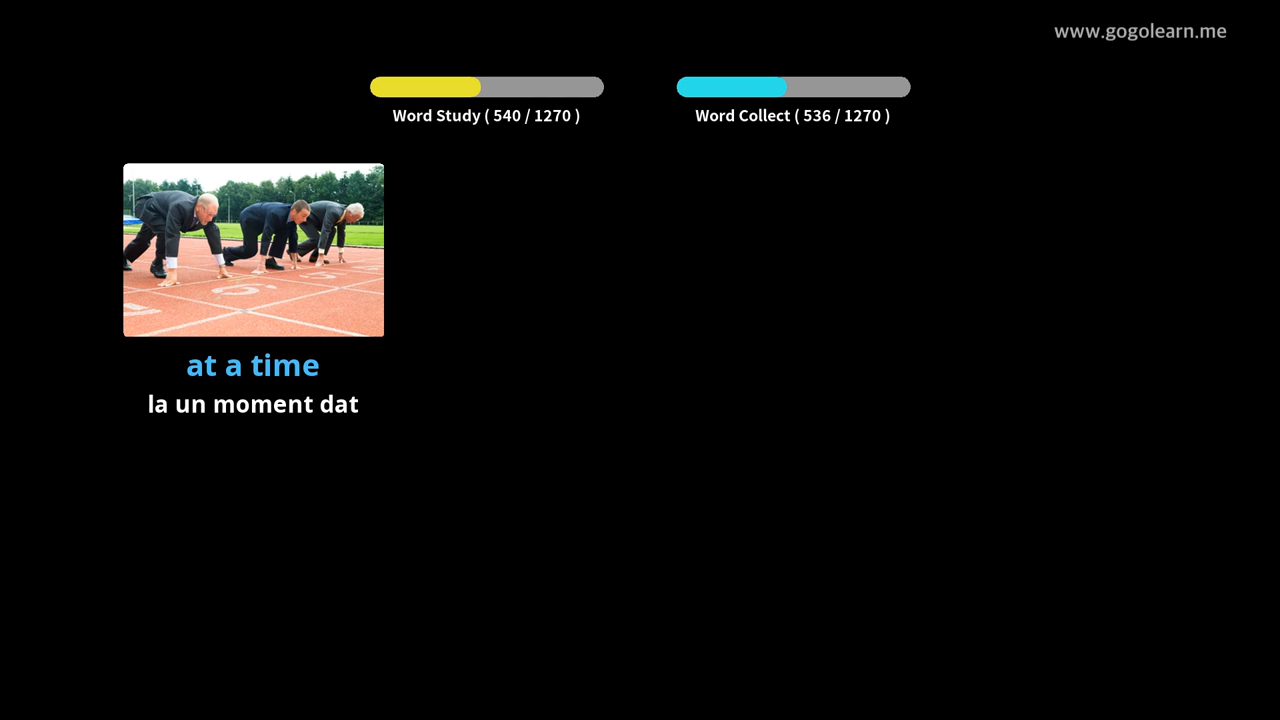 www.gogolearn.me
Word Study ( 540 / 1270 )
Word Collect ( 536 / 1270 )
at a time
la un moment dat